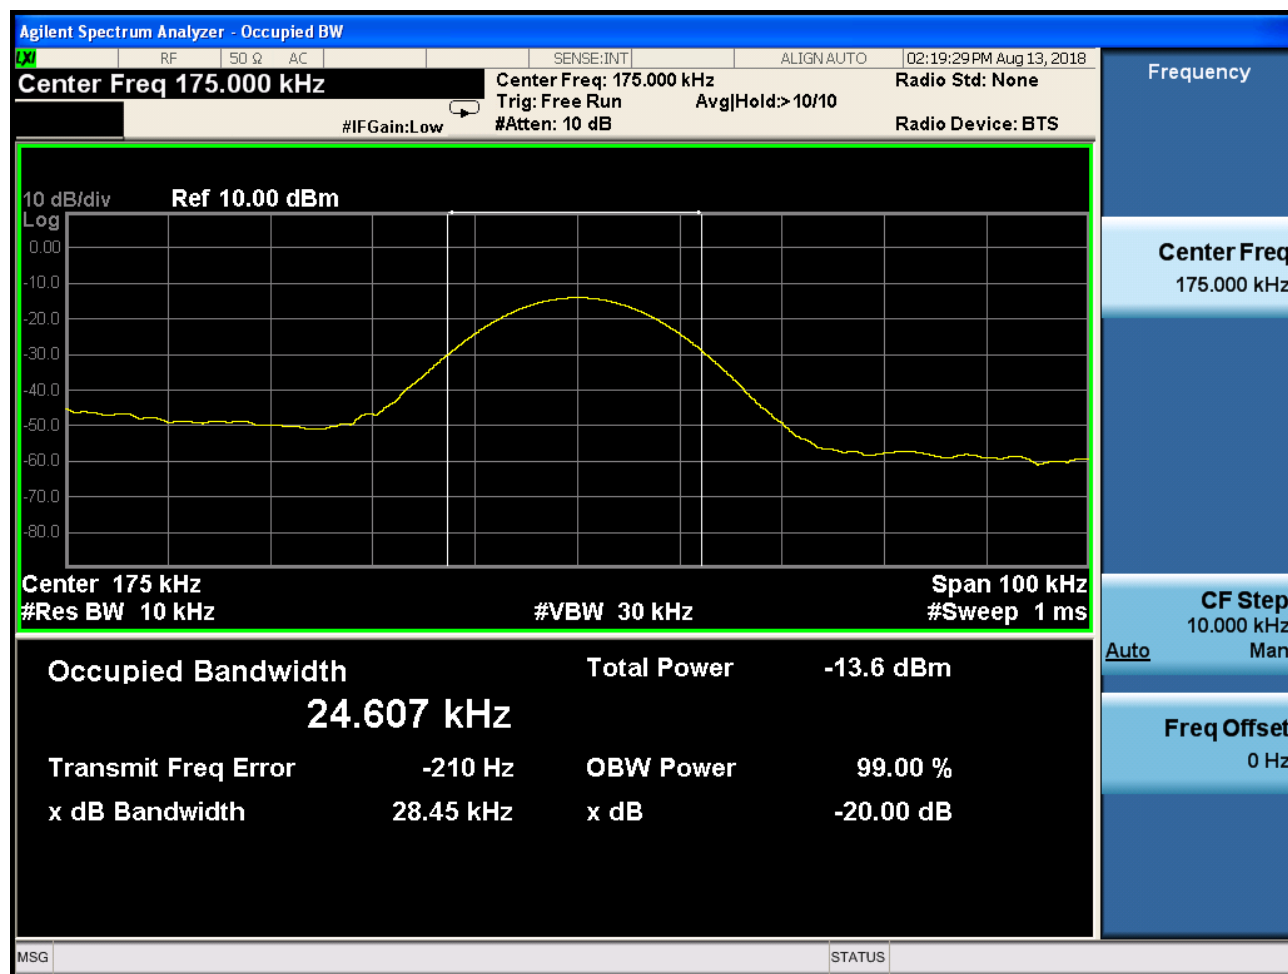 Agilent Spectrum Analyzer - Occupied BW
LXI RF 50 Ω AC SENSE:INT ALIGN AUTO 02:19:29 PM Aug 13, 2018
Center Freq 175.000 kHz
Center Freq: 175.000 kHz Radio Std: None
Trig: Free Run Avg|Hold:>10/10
#IFGain:Low #Atten: 10 dB Radio Device: BTS
10 dB/div Ref 10.00 dBm
Log
0.00
-10.0
-20.0
-30.0
-40.0
-50.0
-60.0
-70.0
-80.0
Center 175 kHz Span 100 kHz
#Res BW 10 kHz #VBW 30 kHz #Sweep 1 ms
Occupied Bandwidth Total Power -13.6 dBm
24.607 kHz
Transmit Freq Error -210 Hz OBW Power 99.00 %
x dB Bandwidth 28.45 kHz x dB -20.00 dB
MSG STATUS
Frequency
Center Freq
175.000 kHz
CF Step
10.000 kHz
Auto Man
Freq Offset
0 Hz